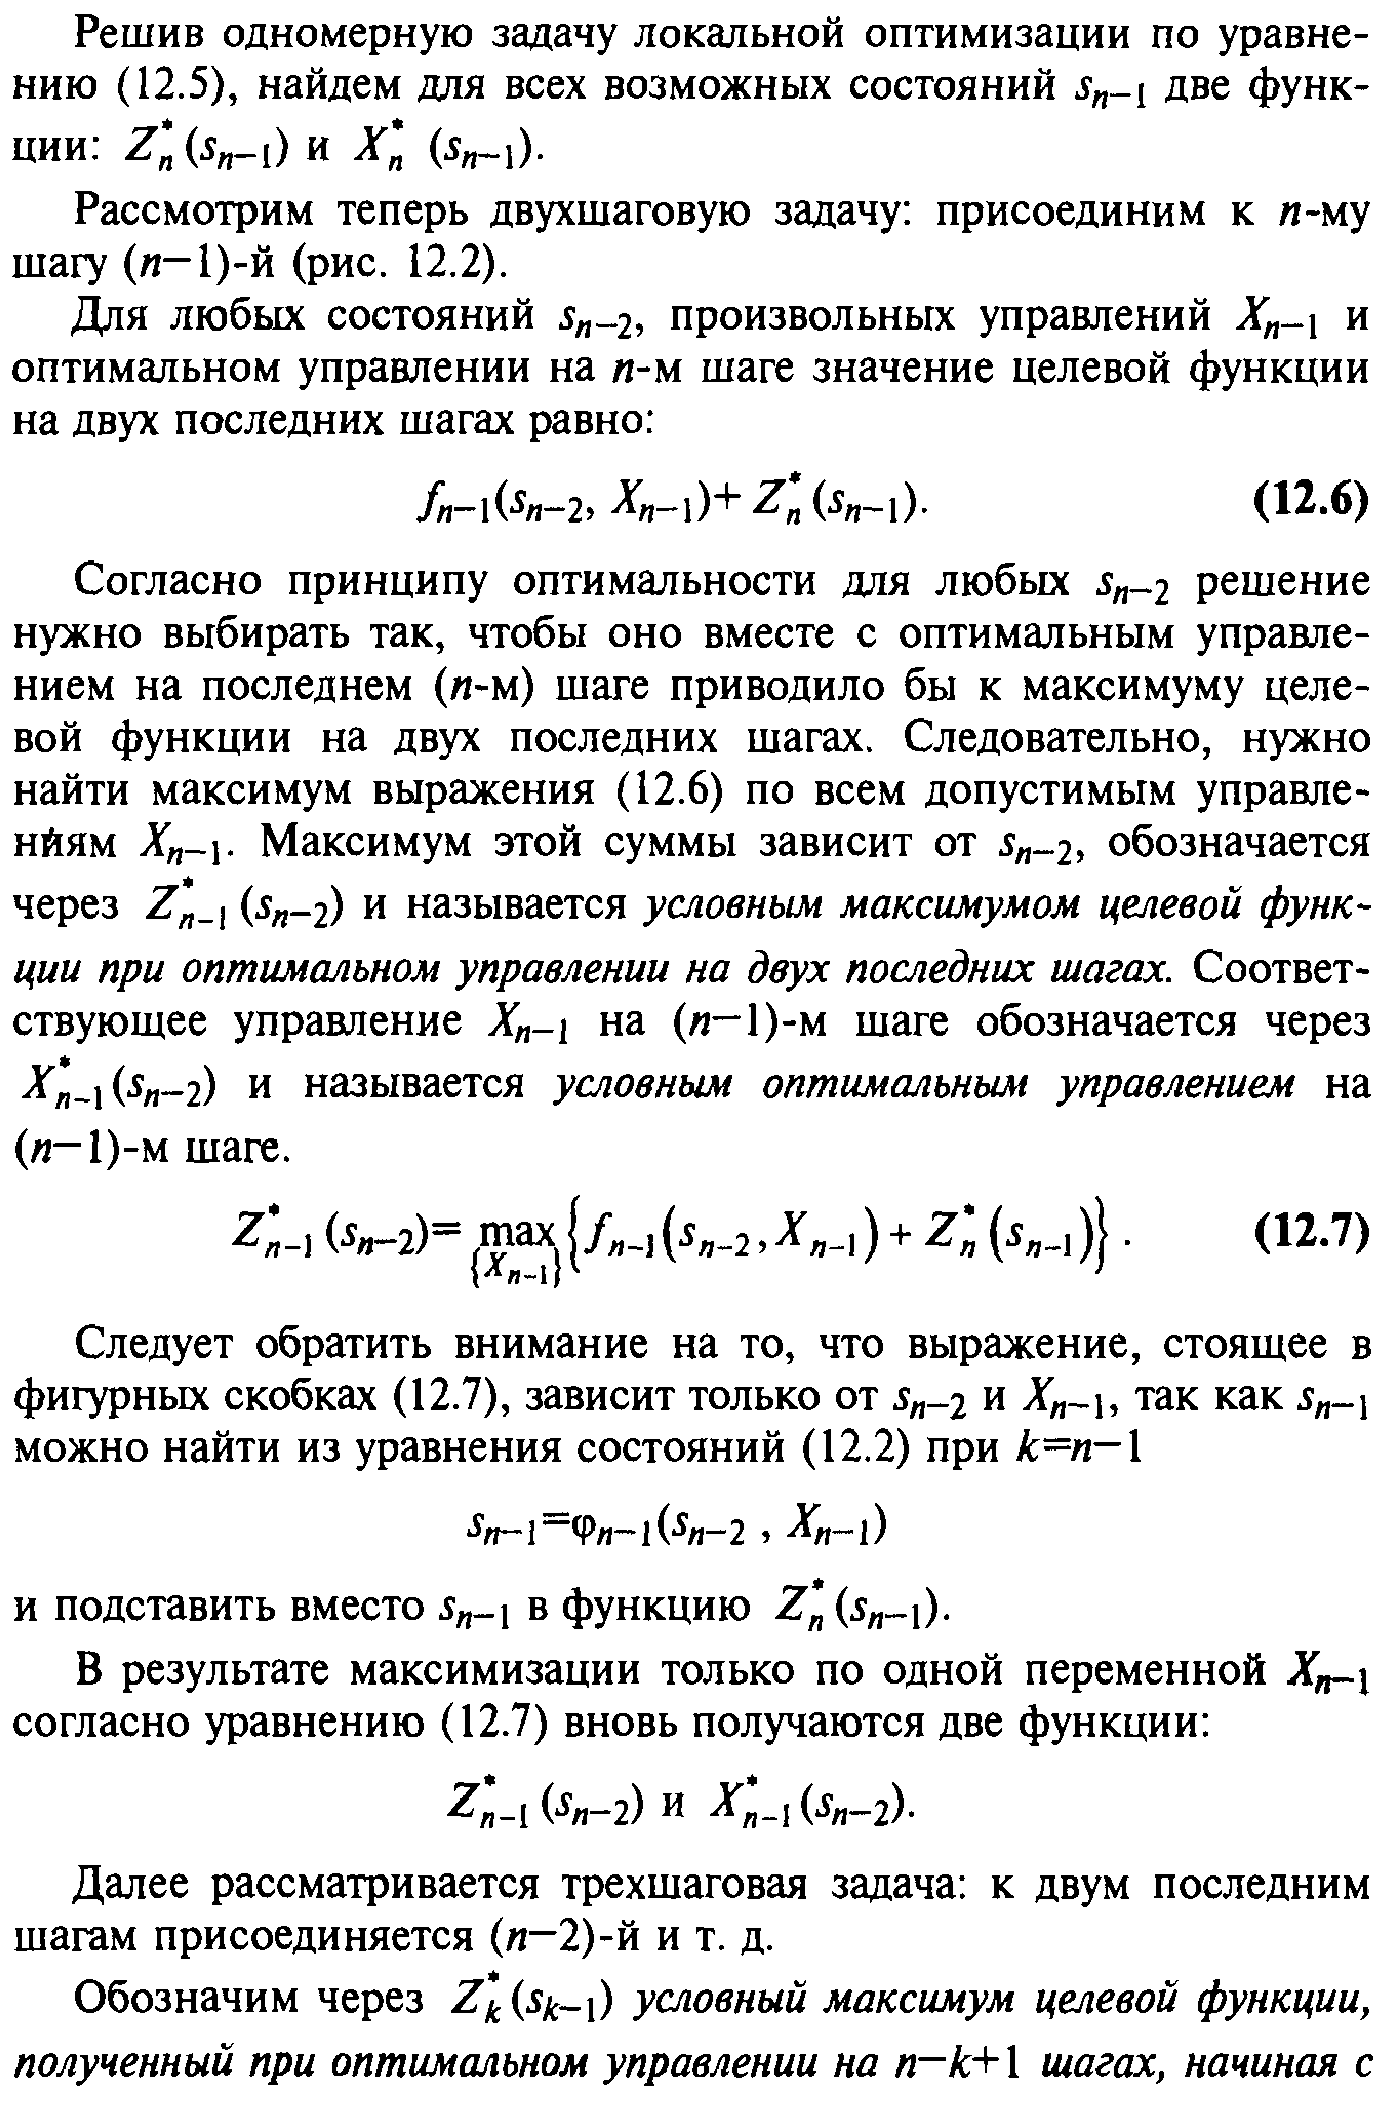 Решив одномерную задачу локальной оптимизации по уравне-
нию (12.5), найдем для всех возможных состояний sₙ₋₁ две функ-
ции: Zₙ*(sₙ₋₁) и Xₙ* (sₙ₋₁).
Рассмотрим теперь двухшаговую задачу: присоединим к n-му
шагу (n−1)-й (рис. 12.2).
Для любых состояний sₙ₋₂, произвольных управлений Xₙ₋₁ и
оптимальном управлении на n-м шаге значение целевой функции
на двух последних шагах равно:
fₙ₋₁(sₙ₋₂, Xₙ₋₁)+ Zₙ*(sₙ₋₁). (12.6)
Согласно принципу оптимальности для любых sₙ₋₂ решение
нужно выбирать так, чтобы оно вместе с оптимальным управле-
нием на последнем (n-м) шаге приводило бы к максимуму целе-
вой функции на двух последних шагах. Следовательно, нужно
найти максимум выражения (12.6) по всем допустимым управле-
ниям Xₙ₋₁. Максимум этой суммы зависит от sₙ₋₂, обозначается
через Zₙ₋₁*(sₙ₋₂) и называется условным максимумом целевой функ-
ции при оптимальном управлении на двух последних шагах. Соответ-
ствующее управление Xₙ₋₁ на (n−1)-м шаге обозначается через
Xₙ₋₁*(sₙ₋₂) и называется условным оптимальным управлением на
(n−1)-м шаге.
Zₙ₋₁*(sₙ₋₂)= max{Xₙ₋₁} {fₙ₋₁(sₙ₋₂, Xₙ₋₁) + Zₙ*(sₙ₋₁)}. (12.7)
Следует обратить внимание на то, что выражение, стоящее в
фигурных скобках (12.7), зависит только от sₙ₋₂ и Xₙ₋₁, так как sₙ₋₁
можно найти из уравнения состояний (12.2) при k=n−1
sₙ₋₁=φₙ₋₁(sₙ₋₂ , Xₙ₋₁)
и подставить вместо sₙ₋₁ в функцию Zₙ*(sₙ₋₁).
В результате максимизации только по одной переменной Xₙ₋₁
согласно уравнению (12.7) вновь получаются две функции:
Zₙ₋₁*(sₙ₋₂) и Xₙ₋₁*(sₙ₋₂).
Далее рассматривается трехшаговая задача: к двум последним
шагам присоединяется (n−2)-й и т. д.
Обозначим через Zₖ*(sₖ₋₁) условный максимум целевой функции,
полученный при оптимальном управлении на n−k+1 шагах, начиная с